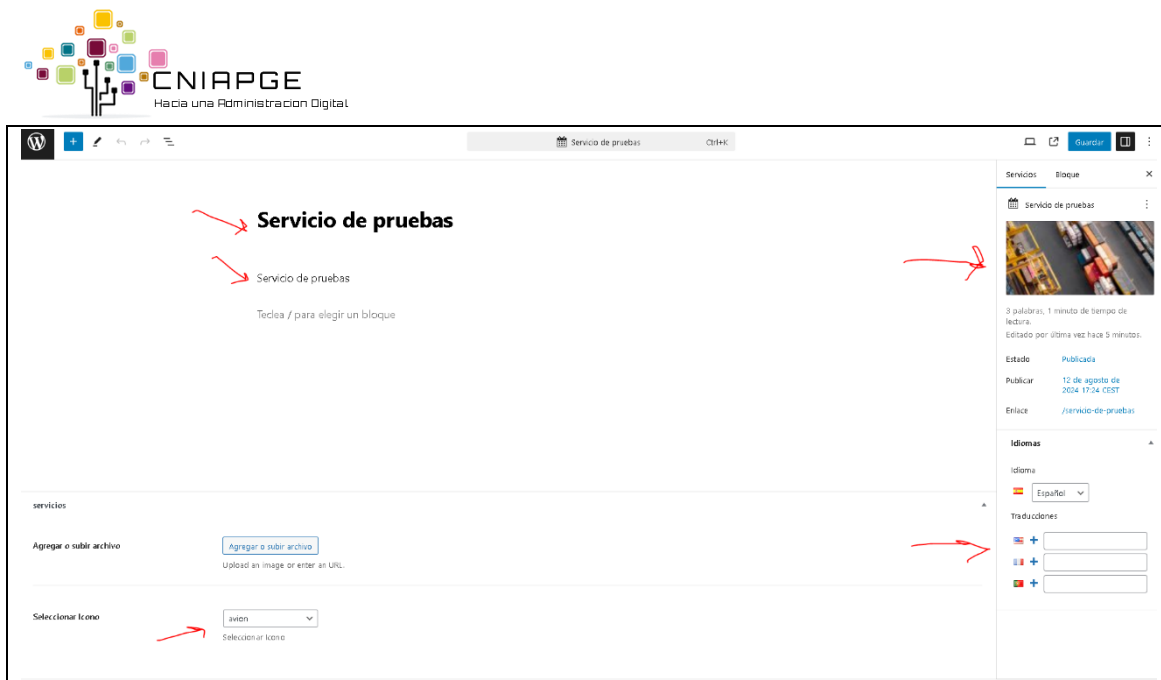 CNIAPGE
Hacia una Administracion Digital
Servicio de pruebas Ctrl+K
Guardar
Servicios Bloque
Servicio de pruebas
Servicio de pruebas
Servicio de pruebas
Teclea / para elegir un bloque
3 palabras, 1 minuto de tiempo de
lectura.
Editado por última vez hace 5 minutos.
Estado Publicada
Publicar 12 de agosto de
2024 17:24 CEST
Enlace /servicio-de-pruebas
Idiomas
Idioma
Español
Traducciones
servicios
Agregar o subir archivo Agregar o subir archivo
Upload an image or enter an URL.
Seleccionar Icono avion
Seleccionar Icono